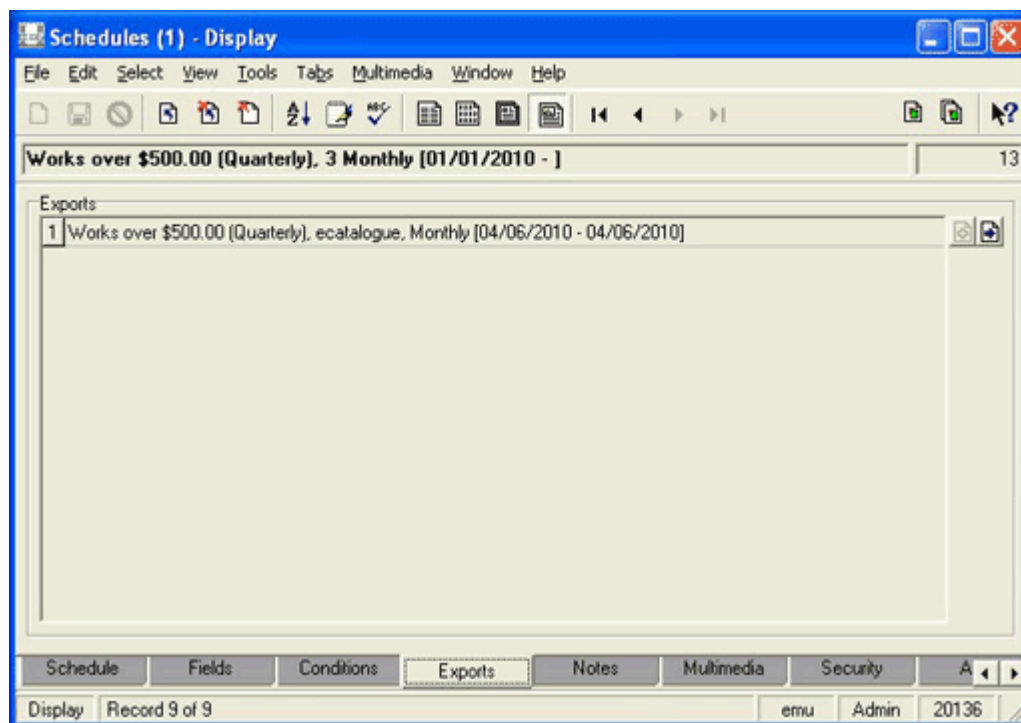 Schedules (1) - Display
File Edit Select View Tools Tabs Multimedia Window Help
Works over $500.00 (Quarterly), 3 Monthly [01/01/2010 - ] 13
Exports
1 Works over $500.00 (Quarterly), ecatalogue, Monthly [04/06/2010 - 04/06/2010]
Schedule Fields Conditions Exports Notes Multimedia Security A
Display Record 9 of 9 emu Admin 20136